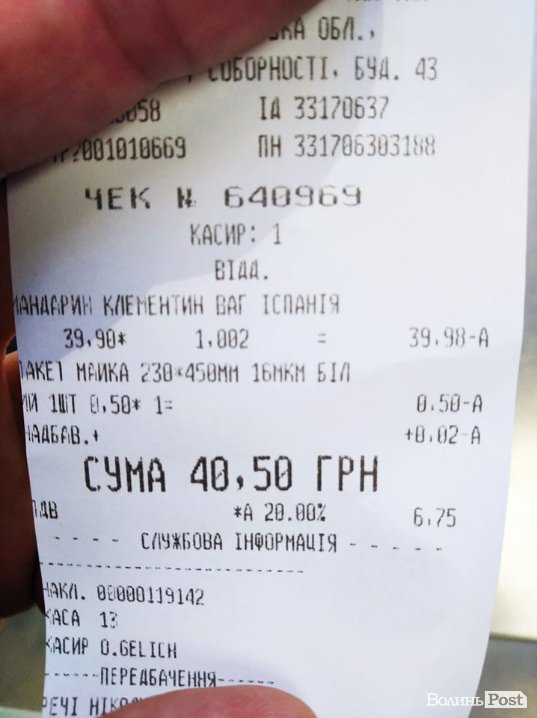 ОБЛ.,
СОБОРНОСТІ, БУД. 43
ІД 33170637
2001010669 ПН 331706303188
ЧЕК № 640969
КАСИР: 1
ВІДД.
МАНДАРИН КЛЕМЕНТИН ВАГ ІСПАНІЯ
39,90* 1,002 = 39,98-А
ПАКЕТ МАЙКА 230*450ММ 16МКМ БІЛ
ИЙ 1ШТ 0,50* 1= 0,50-А
НАДБАВ.+ +0,02-А
СУМА 40,50 ГРН
ПДВ *А 20.00% 6,75
- - - - СЛУЖБОВА ІНФОРМАЦІЯ - - - - -
НАКЛ. 00000119142
КАСА 13
КАСИР O.GELICH
------ПЕРЕДБАЧЕННЯ------
РЕЧІ
Волинь Post